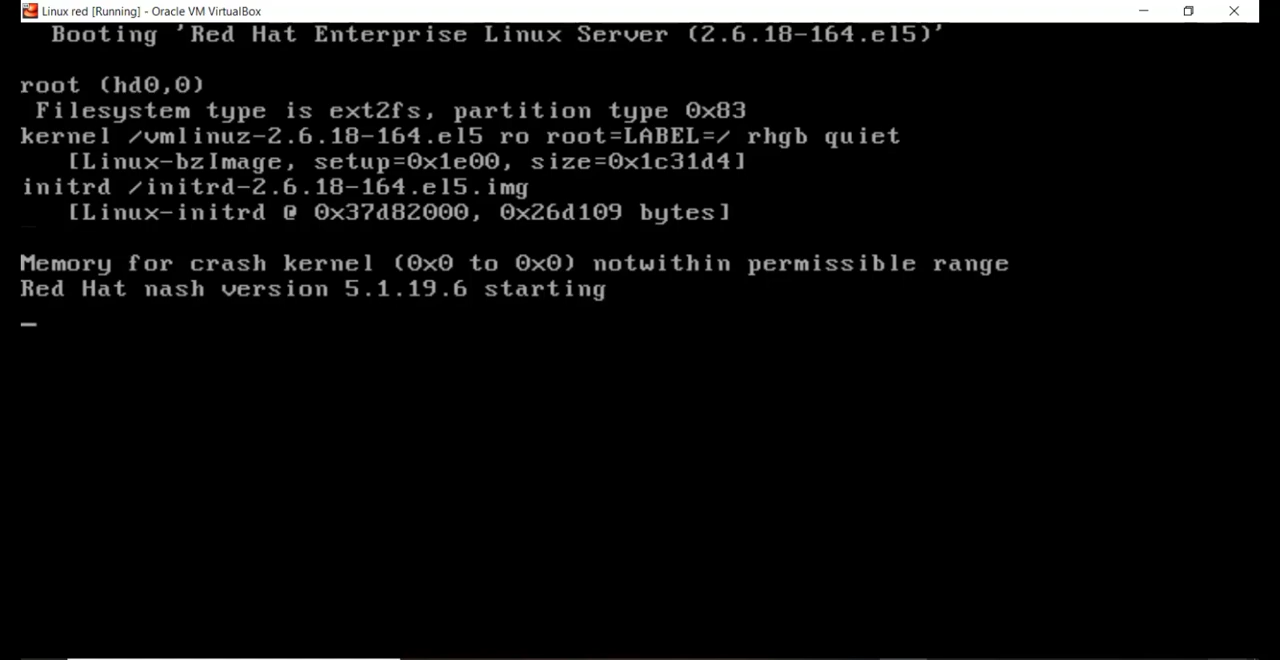 Linux red [Running] - Oracle VM VirtualBox
Booting 'Red Hat Enterprise Linux Server (2.6.18-164.el5)'
root (hd0,0)
Filesystem type is ext2fs, partition type 0x83
kernel /vmlinuz-2.6.18-164.el5 ro root=LABEL=/ rhgb quiet
[Linux-bzImage, setup=0x1e00, size=0x1c31d4]
initrd /initrd-2.6.18-164.el5.img
[Linux-initrd @ 0x37d82000, 0x26d109 bytes]
Memory for crash kernel (0x0 to 0x0) notwithin permissible range
Red Hat nash version 5.1.19.6 starting